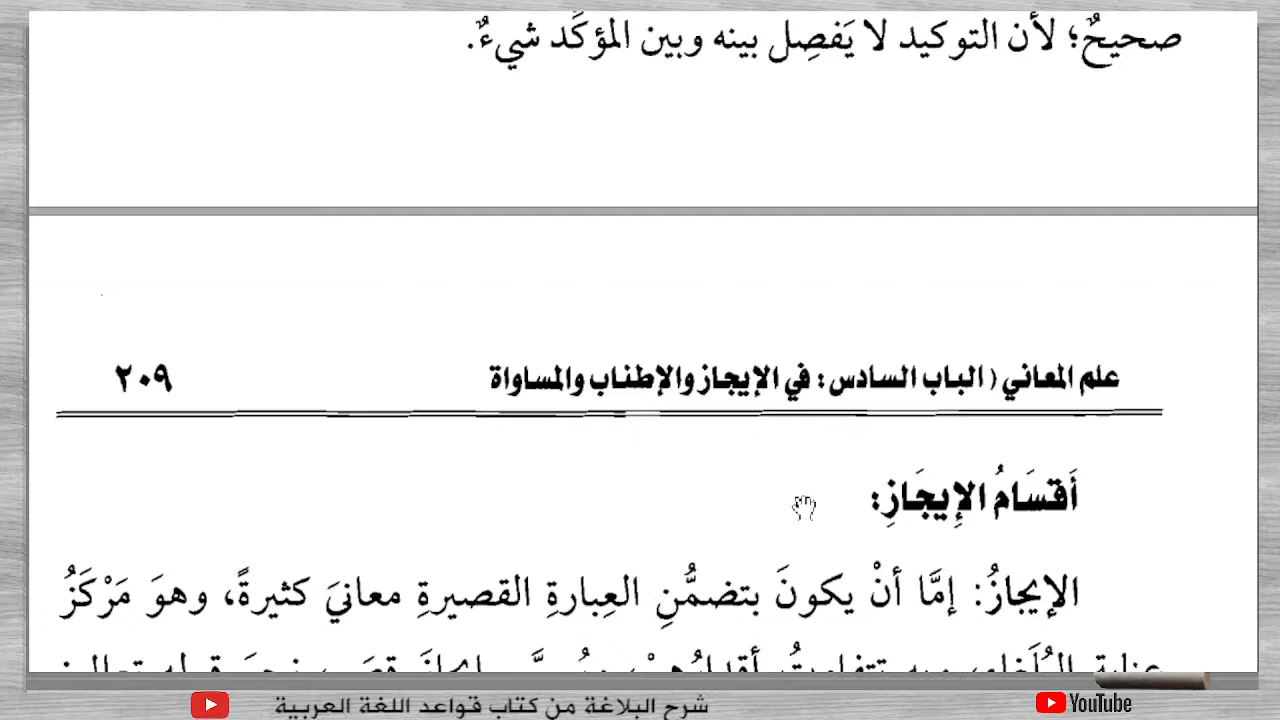 صحيحٌ؛ لأن التوكيد لا يَفصِل بينه وبين المؤكَّد شيءٌ.
علم المعاني ( الباب السادس : في الإيجاز والإطناب والمساواة ٢٠٩
أَقسَامُ الإِيجَازِ:
الإيجازُ: إمَّا أنْ يكونَ بتضمُّنِ العِبارةِ القصيرةِ معانيَ كثيرةً، وهوَ مَرْكَزُ
شرح البلاغة من كتاب قواعد اللغة العربية
YouTube